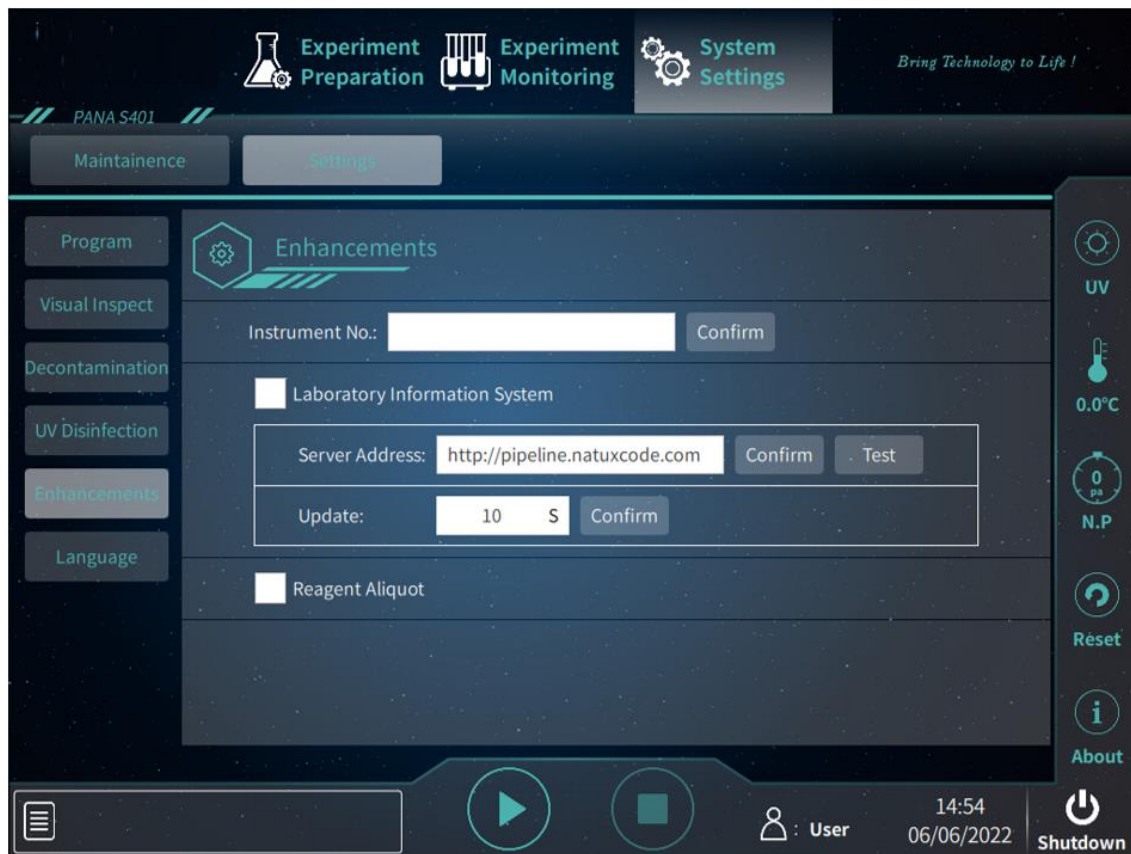 Experiment
Preparation
Experiment
Monitoring
System
Settings
Bring Technology to Life !
PANA S401
Maintainence
Settings
Program
Visual Inspect
Decontamination
UV Disinfection
Enhancements
Language
Enhancements
Instrument No.:
Confirm
Laboratory Information System
Server Address: http://pipeline.natuxcode.com Confirm Test
Update: 10 S Confirm
Reagent Aliquot
UV
0.0°C
0
pa
N.P
Reset
i
About
: User
14:54
06/06/2022
Shutdown